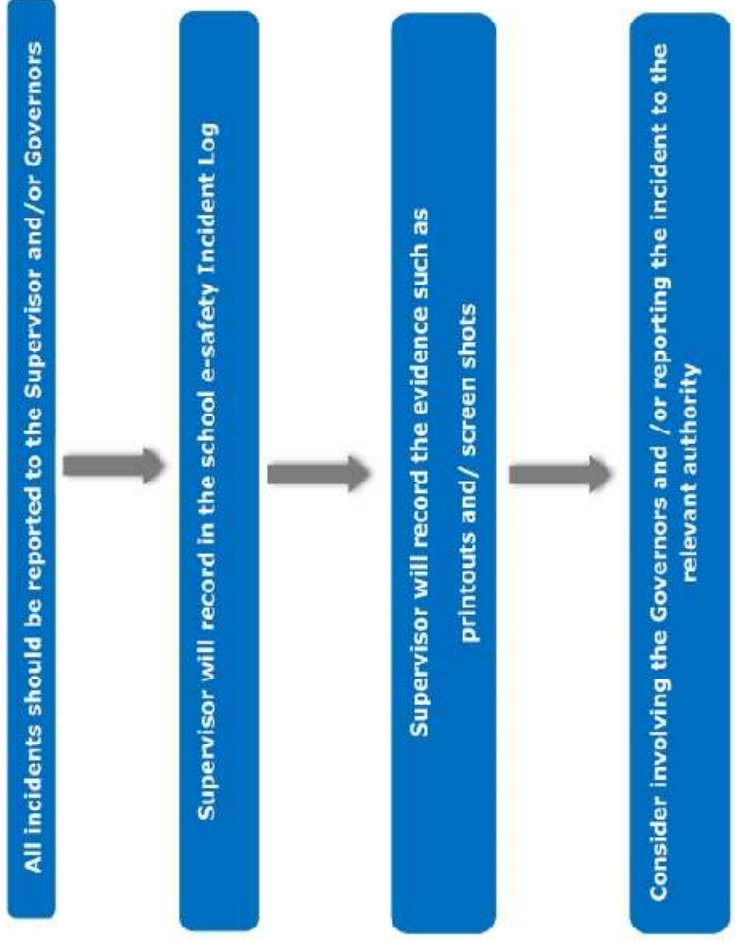 All incidents should be reported to the Supervisor and/or Governors
Supervisor will record in the school e-safety Incident Log
Supervisor will record the evidence such as
printouts and/ screen shots
Consider involving the Governors and /or reporting the incident to the
relevant authority